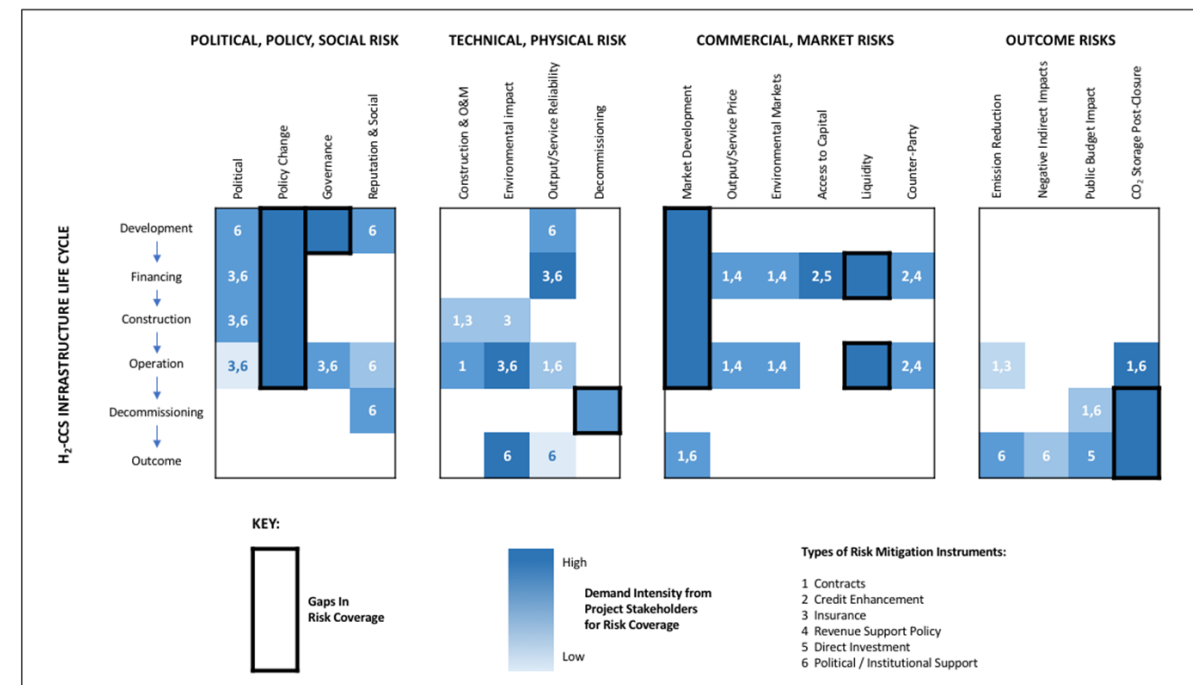 POLITICAL, POLICY, SOCIAL RISK
TECHNICAL, PHYSICAL RISK
COMMERCIAL, MARKET RISKS
OUTCOME RISKS
Political
Policy Change
Governance
Reputation & Social
Construction & O&M
Environmental impact
Output/Service Reliability
Decommissioning
Market Development
Output/Service Price
Environmental Markets
Access to Capital
Liquidity
Counter-Party
Emission Reduction
Negative Indirect Impacts
Public Budget Impact
CO₂ Storage Post-Closure
H₂-CCS INFRASTRUCTURE LIFE CYCLE
Development
6
6
6
Financing
3,6
3,6
1,4
1,4
2,5
2,4
Construction
3,6
1,3
3
Operation
3,6
3,6
6
1
3,6
1,6
1,4
1,4
2,4
1,3
1,6
Decommissioning
6
1,6
Outcome
6
6
1,6
6
6
5
KEY:
Gaps In
Risk Coverage
High
Demand Intensity from
Project Stakeholders
for Risk Coverage
Low
Types of Risk Mitigation Instruments:
1 Contracts
2 Credit Enhancement
3 Insurance
4 Revenue Support Policy
5 Direct Investment
6 Political / Institutional Support